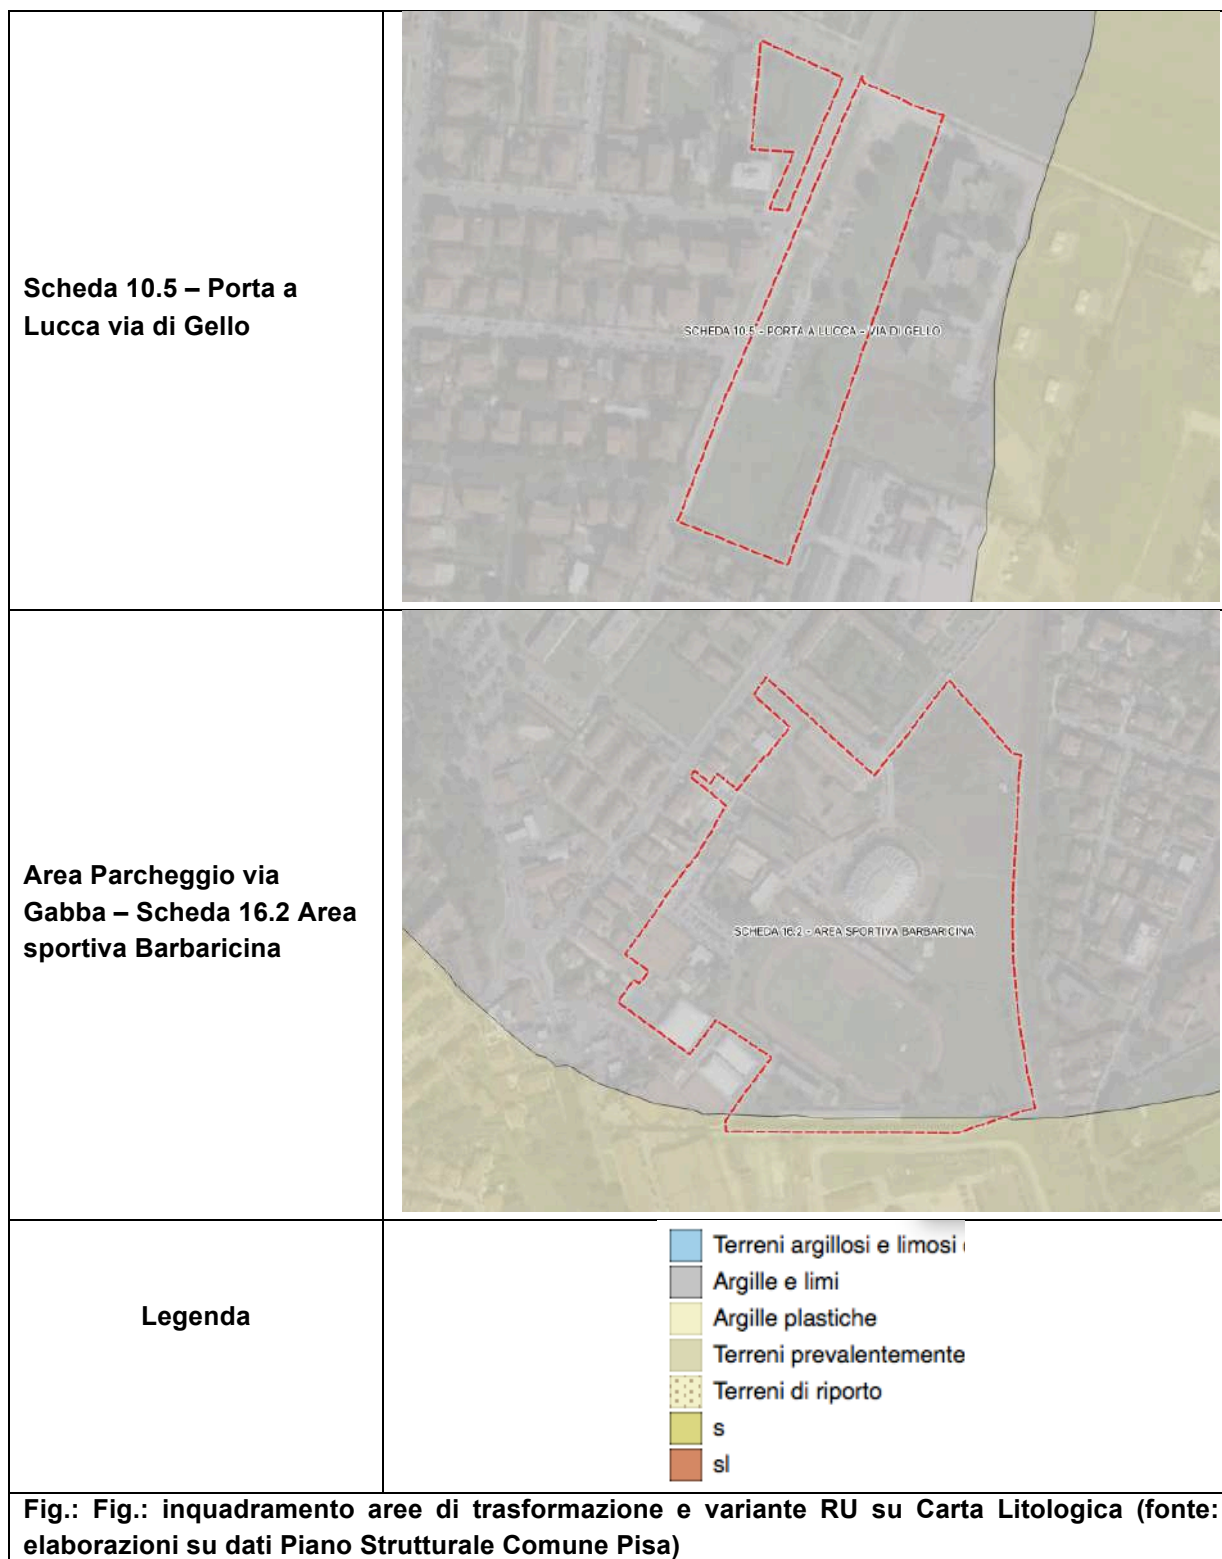 Scheda 10.5 – Porta a
Lucca via di Gello
SCHEDA 10.5 - PORTA A LUCCA - VIA DI GELLO
Area Parcheggio via
Gabba – Scheda 16.2 Area
sportiva Barbaricina
SCHEDA 16.2 - AREA SPORTIVA BARBARICINA
Legenda
Terreni argillosi e limosi
Argille e limi
Argille plastiche
Terreni prevalentemente
Terreni di riporto
s
sl
Fig.: Fig.: inquadramento aree di trasformazione e variante RU su Carta Litologica (fonte:
elaborazioni su dati Piano Strutturale Comune Pisa)